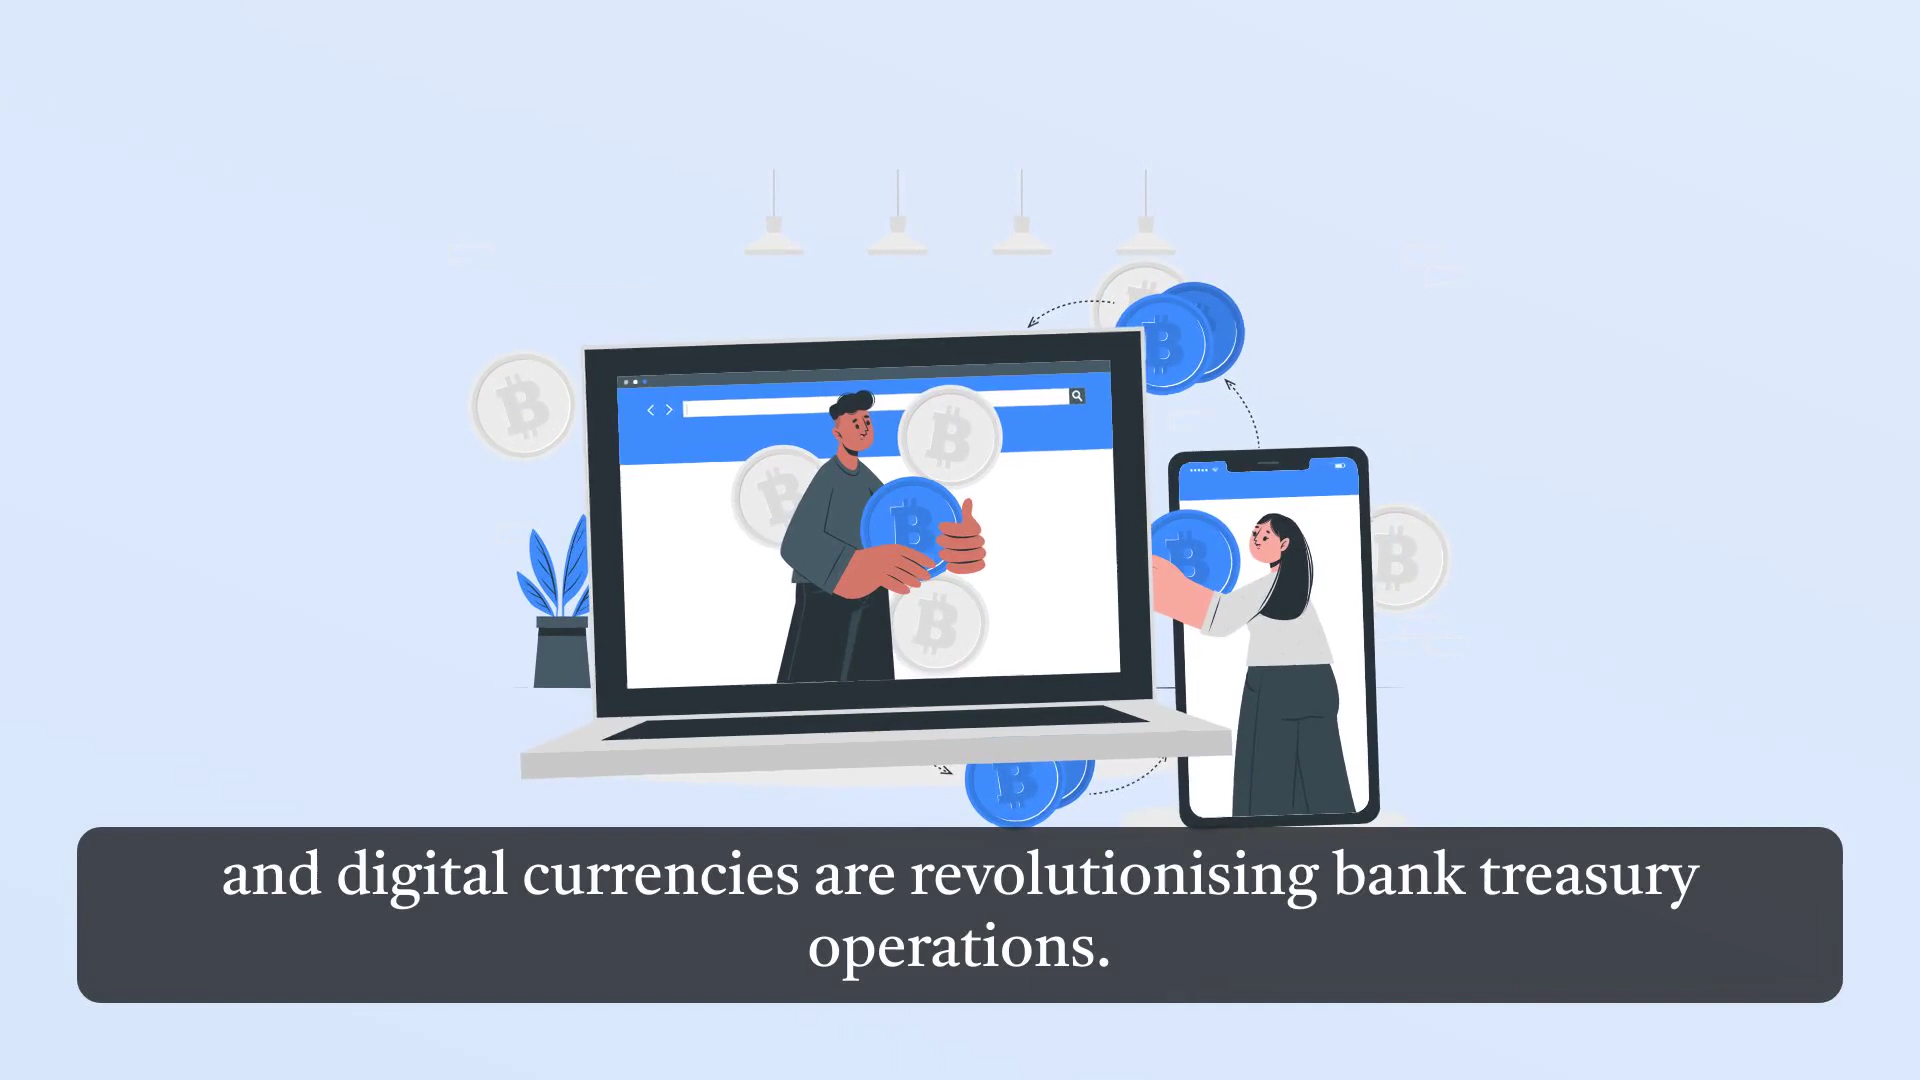 and digital currencies are revolutionising bank treasury
operations.